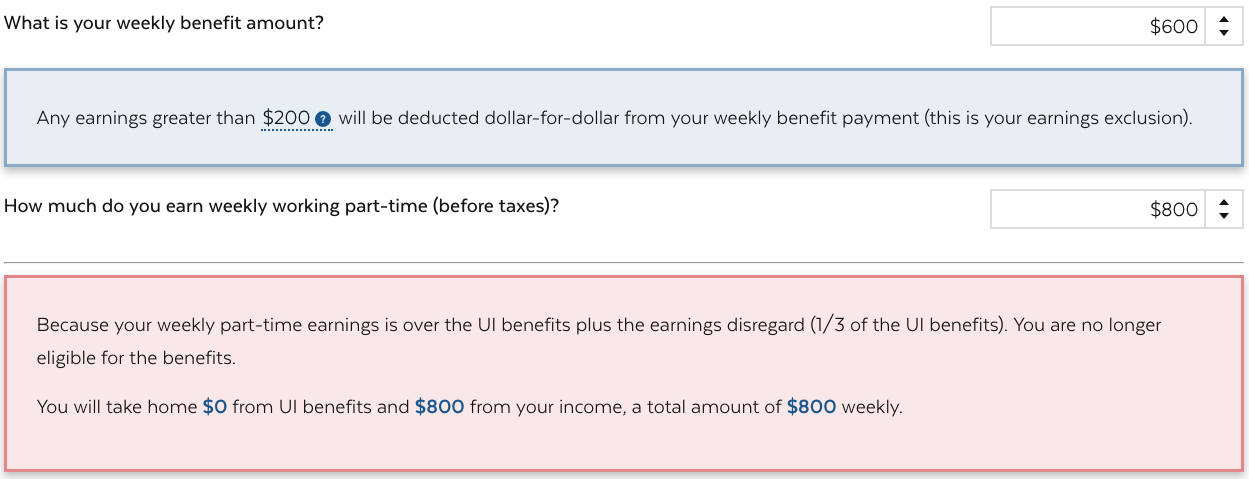 What is your weekly benefit amount?
$600
Any earnings greater than $200 ? will be deducted dollar-for-dollar from your weekly benefit payment (this is your earnings exclusion).
How much do you earn weekly working part-time (before taxes)?
$800
Because your weekly part-time earnings is over the UI benefits plus the earnings disregard (1/3 of the UI benefits). You are no longer
eligible for the benefits.
You will take home $0 from UI benefits and $800 from your income, a total amount of $800 weekly.